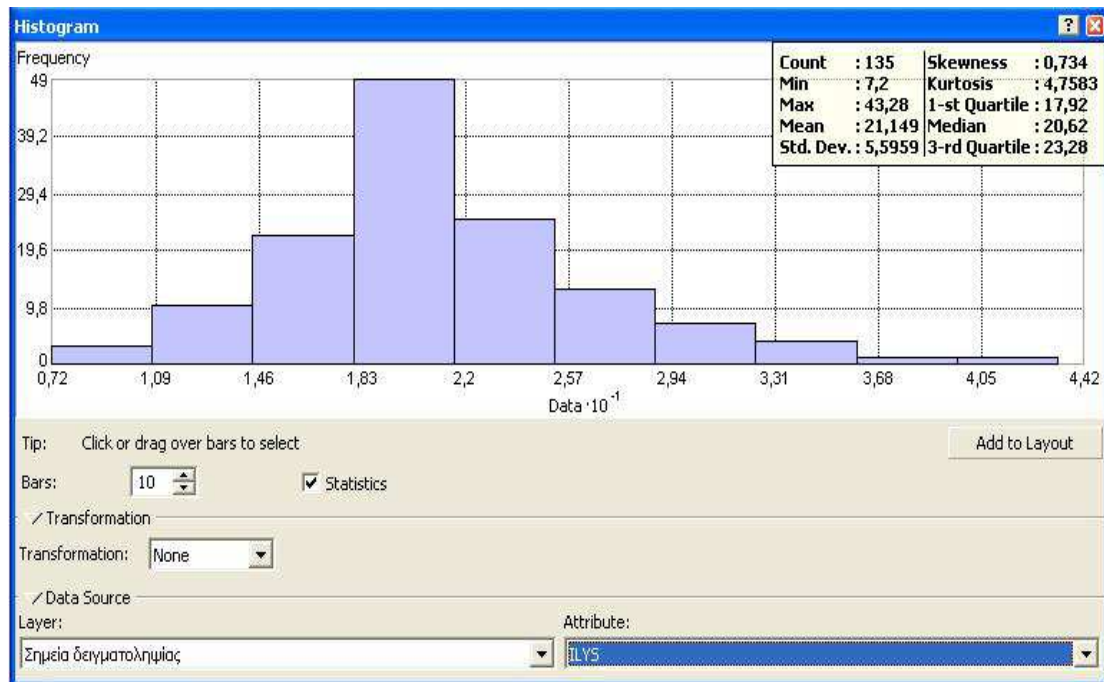 Histogram
Frequency
Count : 135 Skewness : 0,734
Min : 7,2 Kurtosis : 4,7583
Max : 43,28 1-st Quartile : 17,92
Mean : 21,149 Median : 20,62
Std. Dev. : 5,5959 3-rd Quartile : 23,28
49
39,2
29,4
19,6
9,8
0
0,72 1,09 1,46 1,83 2,2 2,57 2,94 3,31 3,68 4,05 4,42
Data ·10⁻¹
Tip: Click or drag over bars to select
Add to Layout
Bars: 10
Statistics
Transformation
Transformation: None
Data Source
Layer: Attribute:
Σημεία δειγματοληψίας ILYS